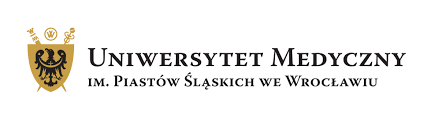 Uniwersytet Medyczny
im. Piastów Śląskich we Wrocławiu